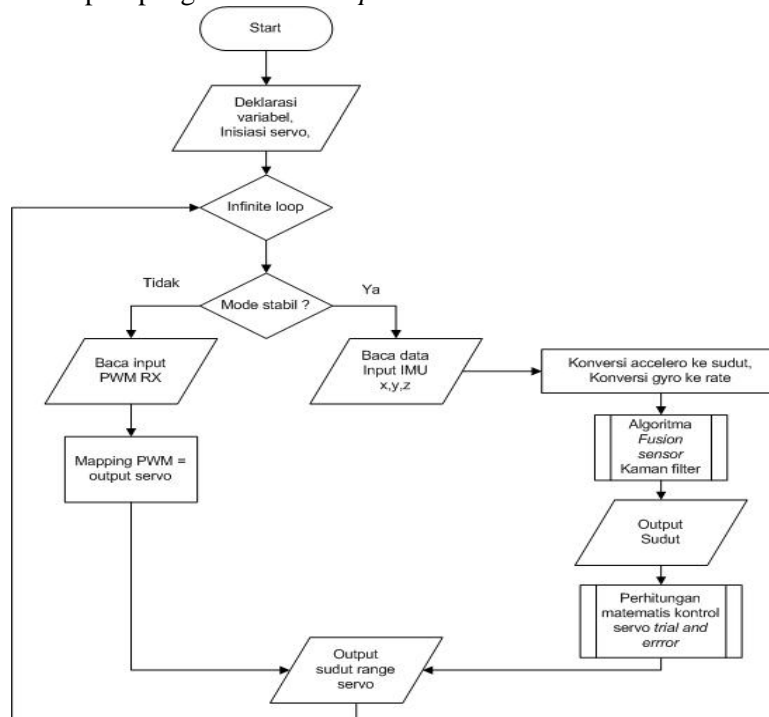 Start
Deklarasi
variabel,
Inisiasi servo,
Infinite loop
Mode stabil ?
Tidak
Ya
Baca input
PWM RX
Mapping PWM =
output servo
Baca data
Input IMU
x,y,z
Konversi accelero ke sudut,
Konversi gyro ke rate
Algoritma
Fusion
sensor
Kaman filter
Output
Sudut
Perhitungan
matematis kontrol
servo trial and
errror
Output
sudut range
servo